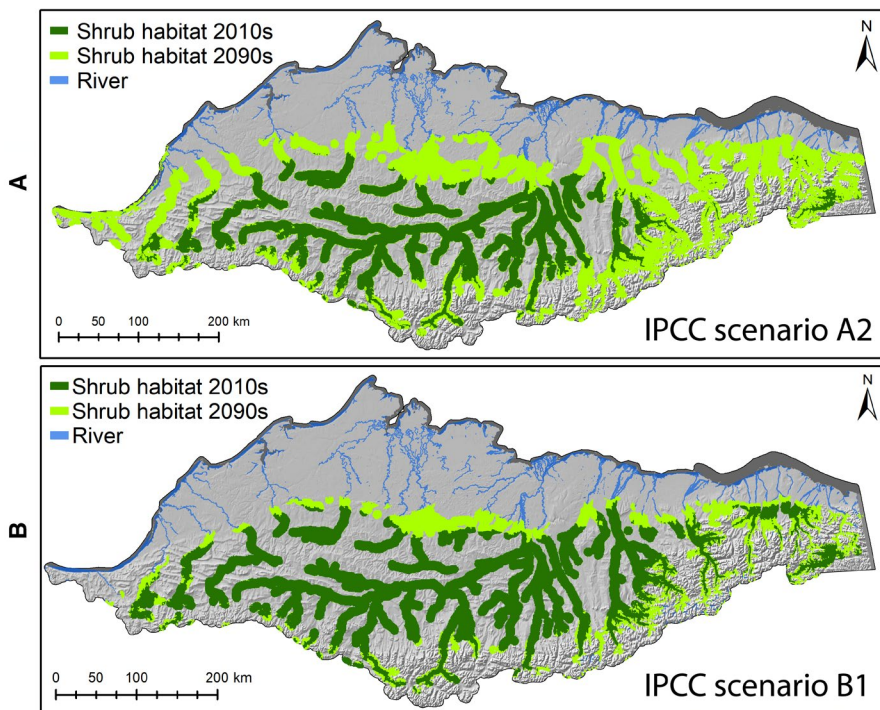 A
Shrub habitat 2010s
Shrub habitat 2090s
River
N
0 50 100 200 km
IPCC scenario A2
B
Shrub habitat 2010s
Shrub habitat 2090s
River
N
0 50 100 200 km
IPCC scenario B1